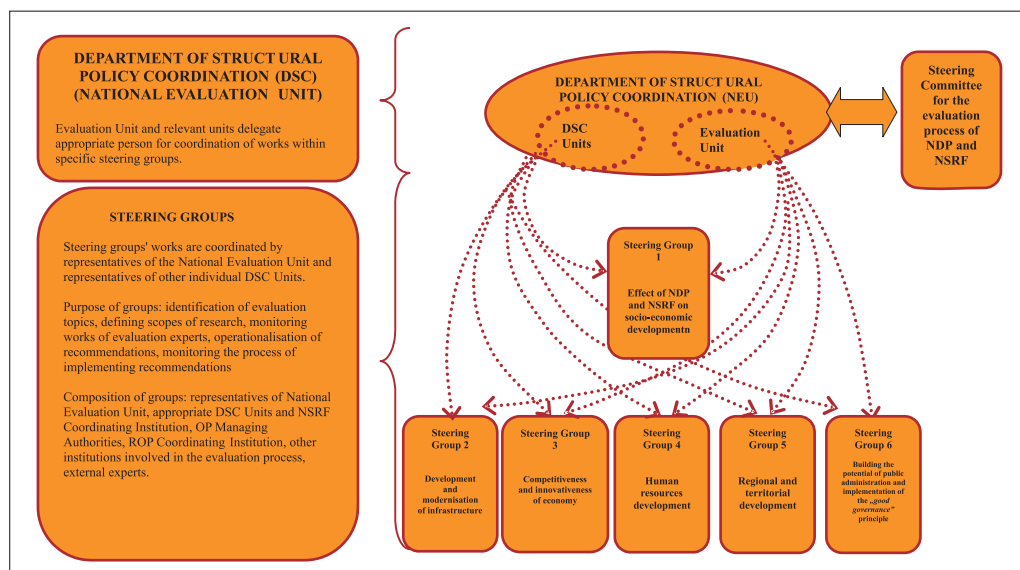 DEPARTMENT OF STRUCT URAL
POLICY COORDINATION (DSC)
(NATIONAL EVALUATION UNIT)
Evaluation Unit and relevant units delegate
appropriate person for coordination of works within
specific steering groups.
STEERING GROUPS
Steering groups' works are coordinated by
representatives of the National Evaluation Unit and
representatives of other individual DSC Units.
Purpose of groups: identification of evaluation
topics, defining scopes of research, monitoring
works of evaluation experts, operationalisation of
recommendations, monitoring the process of
implementing recommendations
Composition of groups: representatives of National
Evaluation Unit, appropriate DSC Units and NSRF
Coordinating Institution, OP Managing
Authorities, ROP Coordinating Institution, other
institutions involved in the evaluation process,
external experts.
DEPARTMENT OF STRUCT URAL
POLICY COORDINATION (NEU)
DSC
Units
Evaluation
Unit
Steering
Committee
for the
evaluation
process of
NDP and
NSRF
Steering Group
1
Effect of NDP
and NSRF on
socio-economic
developmentn
Steering
Group 2
Development
and
modernisation
of infrastructure
Steering Group
3
Competitiveness
and innovativeness
of economy
Steering
Group 4
Human
resources
development
Steering
Group 5
Regional and
territorial
development
Steering
Group 6
Building the
potential of public
administration and
implementation of
the „good
governance”
principle